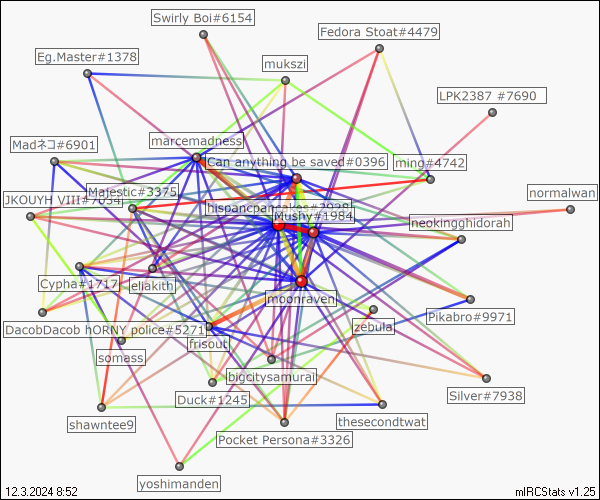 Swirly Boi#6154
Fedora Stoat#4479
Eg.Master#1378
mukszi
LPK2387 #7690
marcemadness
Madネコ#6901
Can anything be saved#0396
ming#4742
Majestic#3375
JKOUYH VIII#7034
normalwan
Mushy#1984
neokingghidorah
Cypha#1717
eliakith
moonraven
DacobDacob hORNY police#5271
Pikabro#9971
zebula
frisout
somass
bigcitysamurai
Duck#1245
Silver#7938
shawntee9
thesecondtwat
Pocket Persona#3326
yoshimanden
12.3.2024 8:52
mIRCStats v1.25